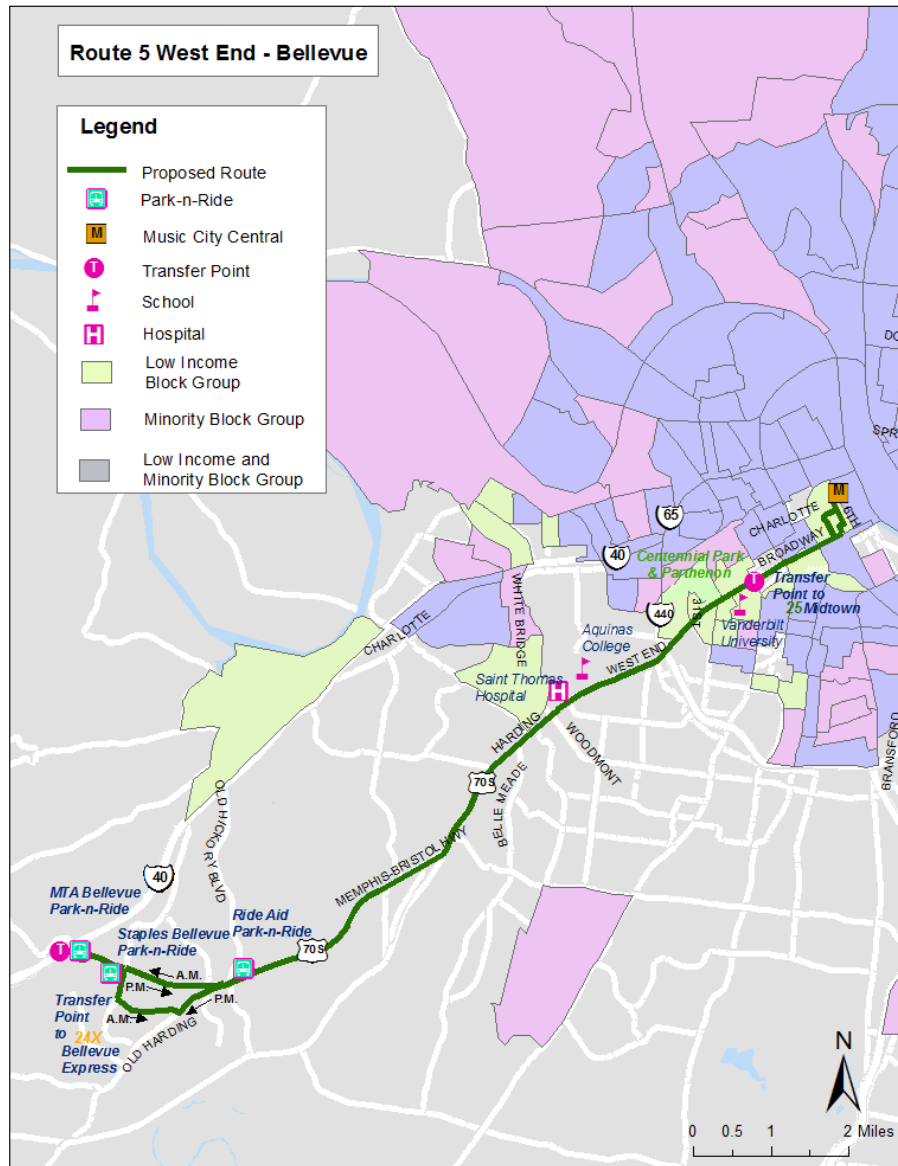 Route 5 West End - Bellevue
Legend
Proposed Route
Park-n-Ride
M
Music City Central
T
Transfer Point
School
H
Hospital
Low Income
Block Group
Minority Block Group
Low Income and
Minority Block Group
DO
SPR
M
65
CHARLOTTE
6TH
40
BROADWAY
Centennial Park
& Parthenon
T
Transfer
Point to
25 Midtown
WHITE BRIDGE
440
31ST
Vanderbilt
University
CHARLOTTE
Aquinas
College
WEST END
Saint Thomas
Hospital
H
HARDING
WOODMONT
BRANSFORD
70S
BELLE MEADE
OLD HICKORY BLVD
MEMPHIS-BRISTOL HWY
40
MTA Bellevue
Park-n-Ride
Ride Aid
Park-n-Ride
Staples Bellevue
Park-n-Ride
70S
T
A.M.
P.M.
P.M.
A.M.
Transfer
Point
to 24X
Bellevue
Express
OLD HARDING
N
0 0.5 1 2 Miles